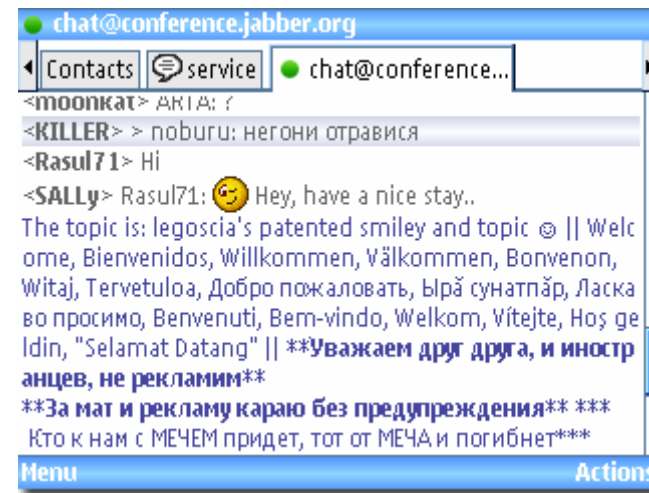 chat@conference.jabber.org
Contacts service chat@conference...
<moonkat> ARTA: ?
<KILLER> > noburu: негони отравися
<Rasul71> Hi
<SALLy> Rasul71: Hey, have a nice stay..
The topic is: legoscia's patented smiley and topic ☺ || Welc
ome, Bienvenidos, Willkommen, Välkommen, Bonvenon,
Witaj, Tervetuloa, Добро пожаловать, Ырă сунатпăр, Ласка
во просимо, Benvenuti, Bem-vindo, Welkom, Vítejte, Hoş ge
ldin, "Selamat Datang" || **Уважаем друг друга, и иностр
анцев, не рекламим**
**За мат и рекламу караю без предупреждения** ***
Кто к нам с МЕЧЕМ придет, тот от МЕЧА и погибнет***
Menu Actions